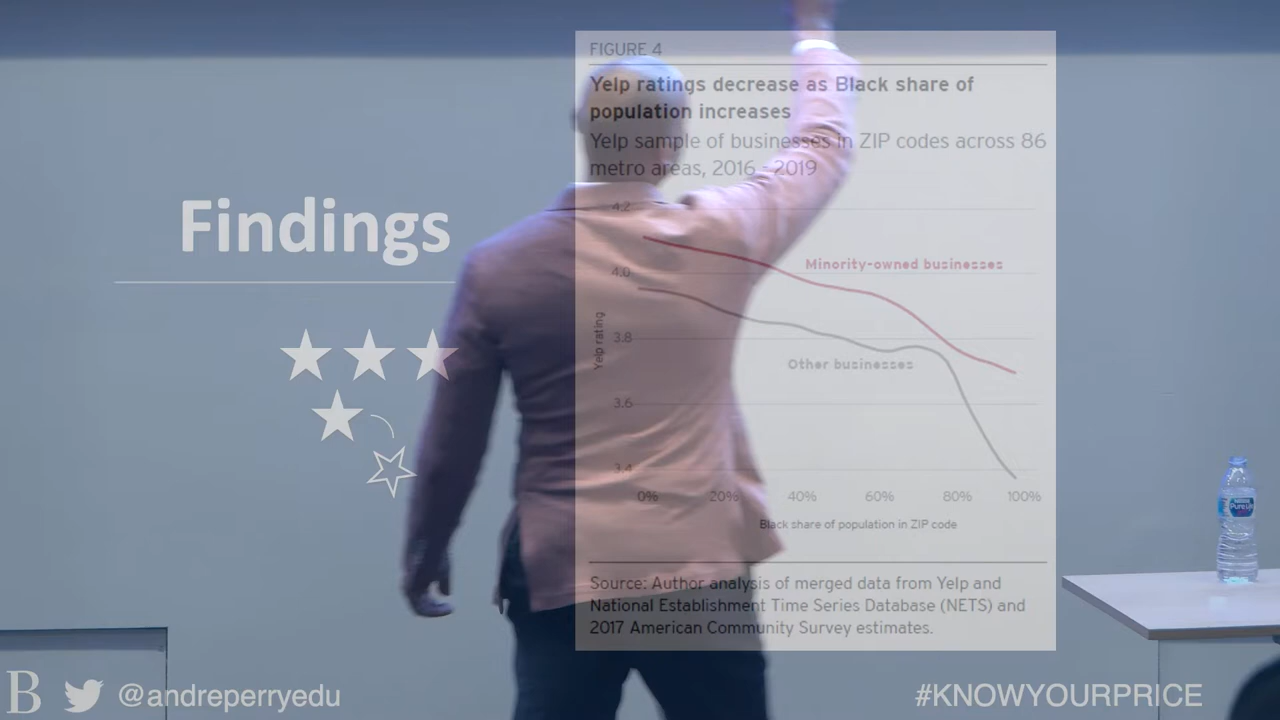 FIGURE 4
Yelp ratings decrease as Black share of
population increases
Yelp sample of businesses in ZIP codes across 86
metro areas, 2016 - 2019
Findings
4.2
Minority-owned businesses
4.0
Yelp rating
3.8
Other businesses
3.6
3.4
0% 20% 40% 60% 80% 100%
Black share of population in ZIP code
Source: Author analysis of merged data from Yelp and
National Establishment Time Series Database (NETS) and
2017 American Community Survey estimates.
Pure Life
B @andreperryedu
#KNOWYOURPRICE